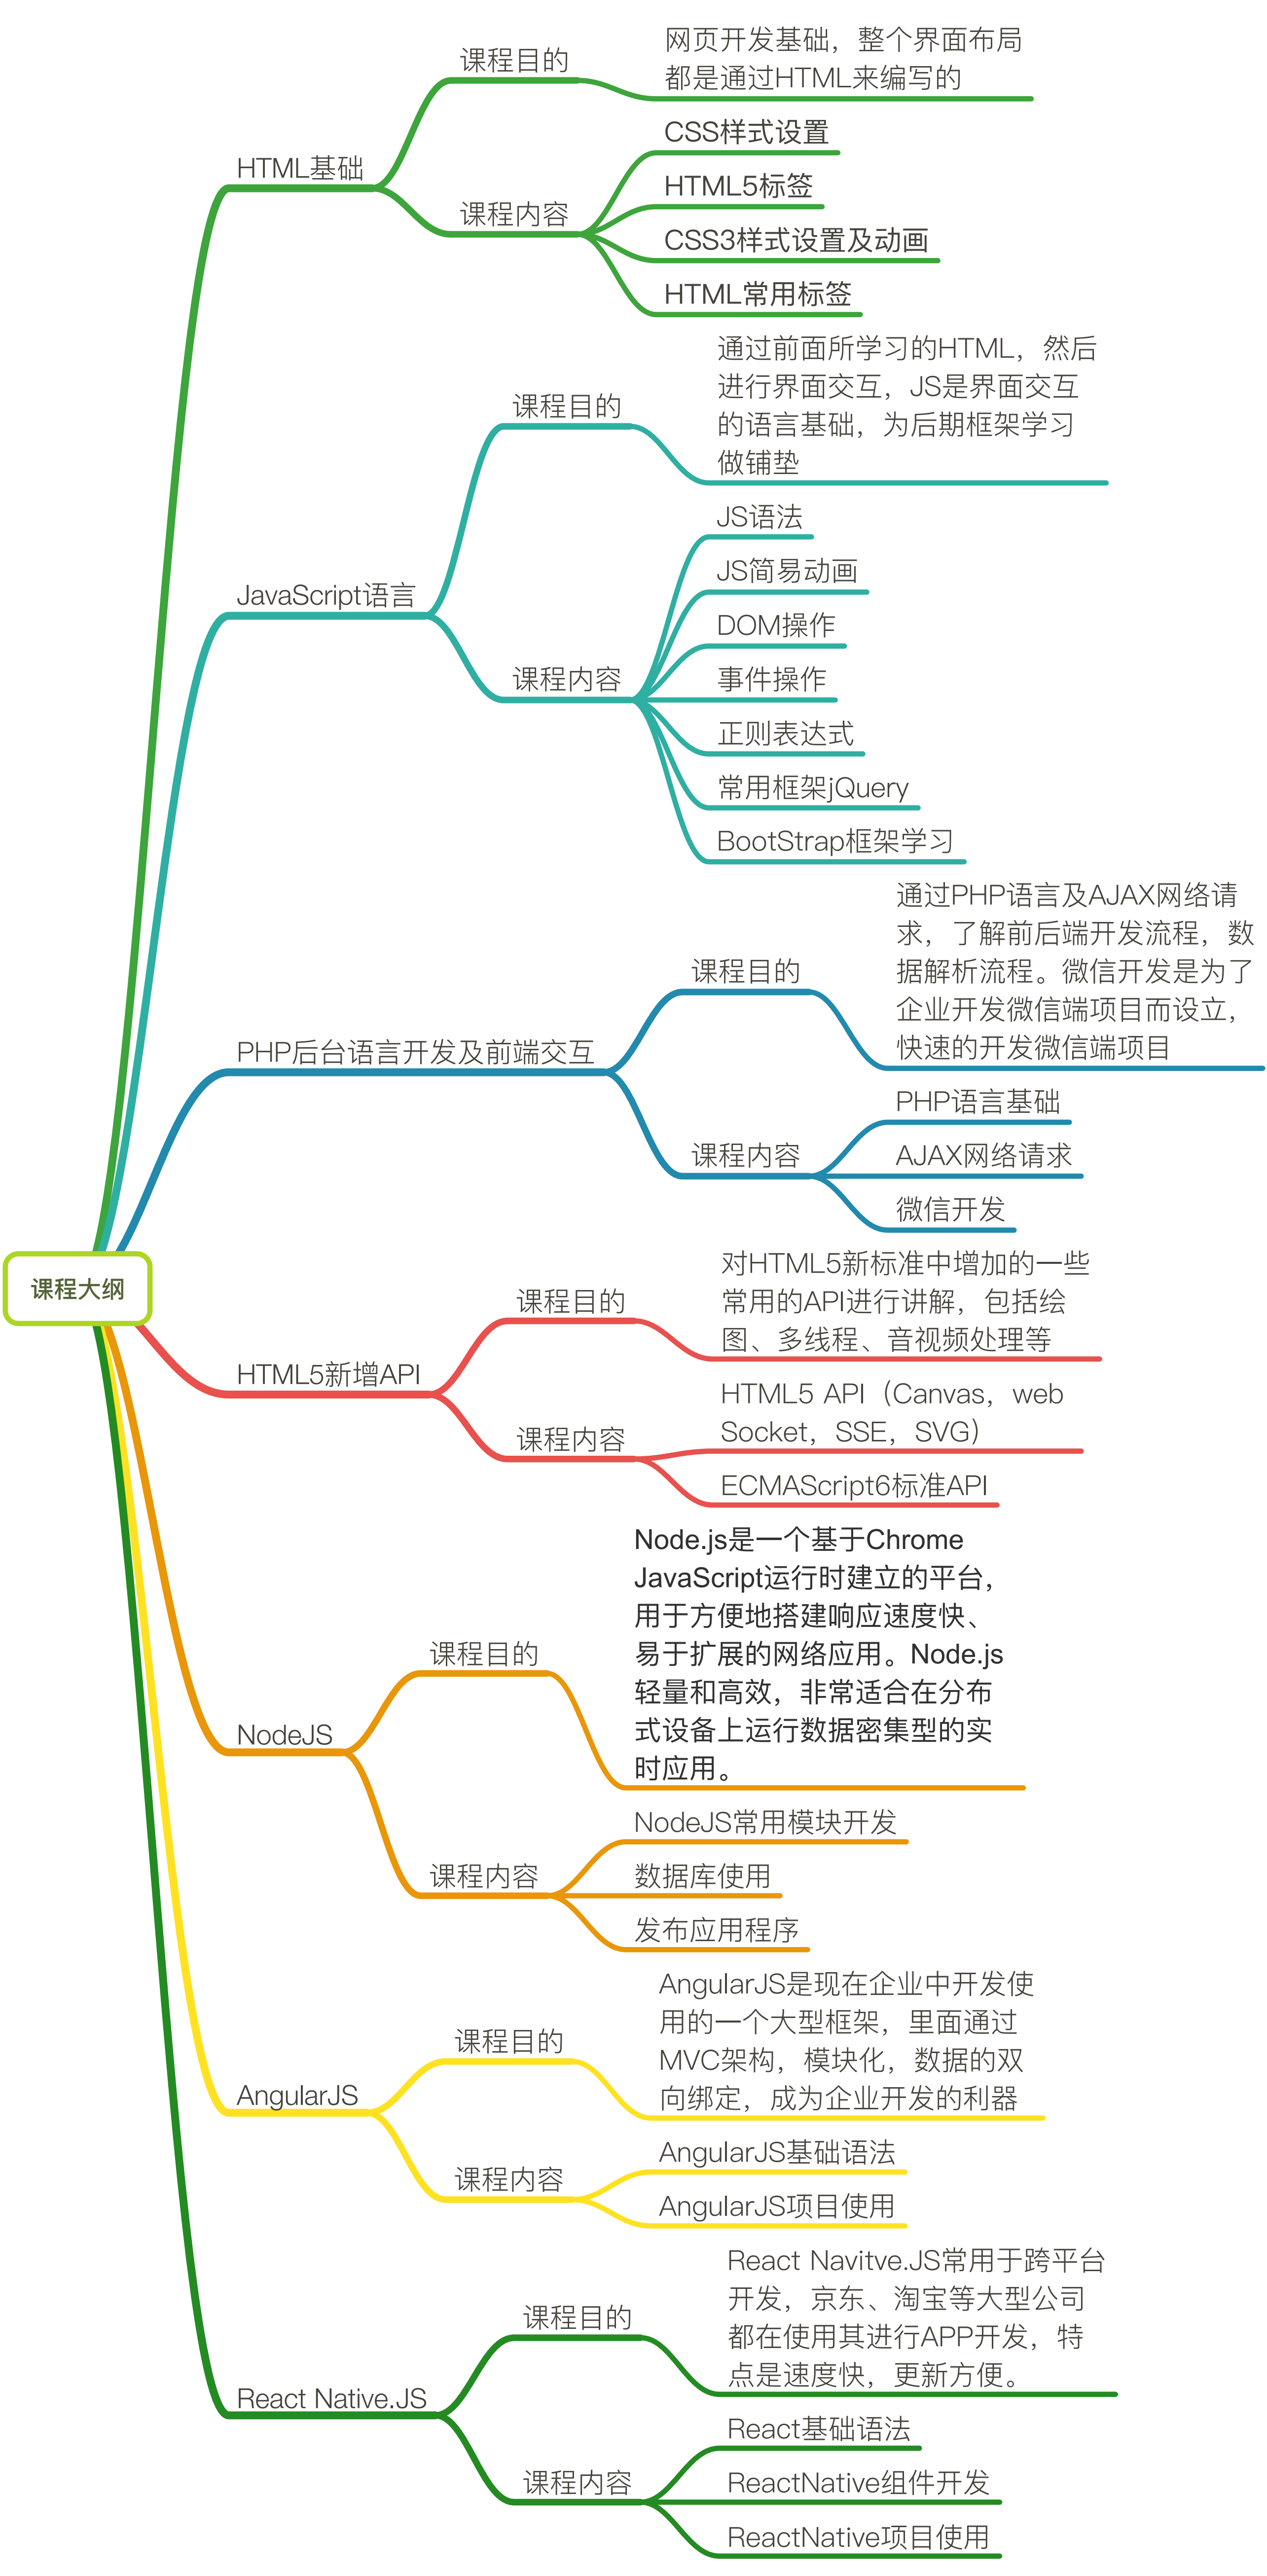 课程大纲
HTML基础
课程目的
网页开发基础，整个界面布局
都是通过HTML来编写的
课程内容
CSS样式设置
HTML5标签
CSS3样式设置及动画
HTML常用标签
JavaScript语言
课程目的
通过前面所学习的HTML，然后
进行界面交互，JS是界面交互
的语言基础，为后期框架学习
做铺垫
课程内容
JS语法
JS简易动画
DOM操作
事件操作
正则表达式
常用框架jQuery
BootStrap框架学习
PHP后台语言开发及前端交互
课程目的
通过PHP语言及AJAX网络请
求，了解前后端开发流程，数
据解析流程。微信开发是为了
企业开发微信端项目而设立，
快速的开发微信端项目
课程内容
PHP语言基础
AJAX网络请求
微信开发
HTML5新增API
课程目的
对HTML5新标准中增加的一些
常用的API进行讲解，包括绘
图、多线程、音视频处理等
课程内容
HTML5 API（Canvas，web
Socket，SSE，SVG）
ECMAScript6标准API
NodeJS
课程目的
Node.js是一个基于Chrome
JavaScript运行时建立的平台，
用于方便地搭建响应速度快、
易于扩展的网络应用。Node.js
轻量和高效，非常适合在分布
式设备上运行数据密集型的实
时应用。
课程内容
NodeJS常用模块开发
数据库使用
发布应用程序
AngularJS
课程目的
AngularJS是现在企业中开发使
用的一个大型框架，里面通过
MVC架构，模块化，数据的双
向绑定，成为企业开发的利器
课程内容
AngularJS基础语法
AngularJS项目使用
React Native.JS
课程目的
React Navitve.JS常用于跨平台
开发，京东、淘宝等大型公司
都在使用其进行APP开发，特
点是速度快，更新方便。
课程内容
React基础语法
ReactNative组件开发
ReactNative项目使用